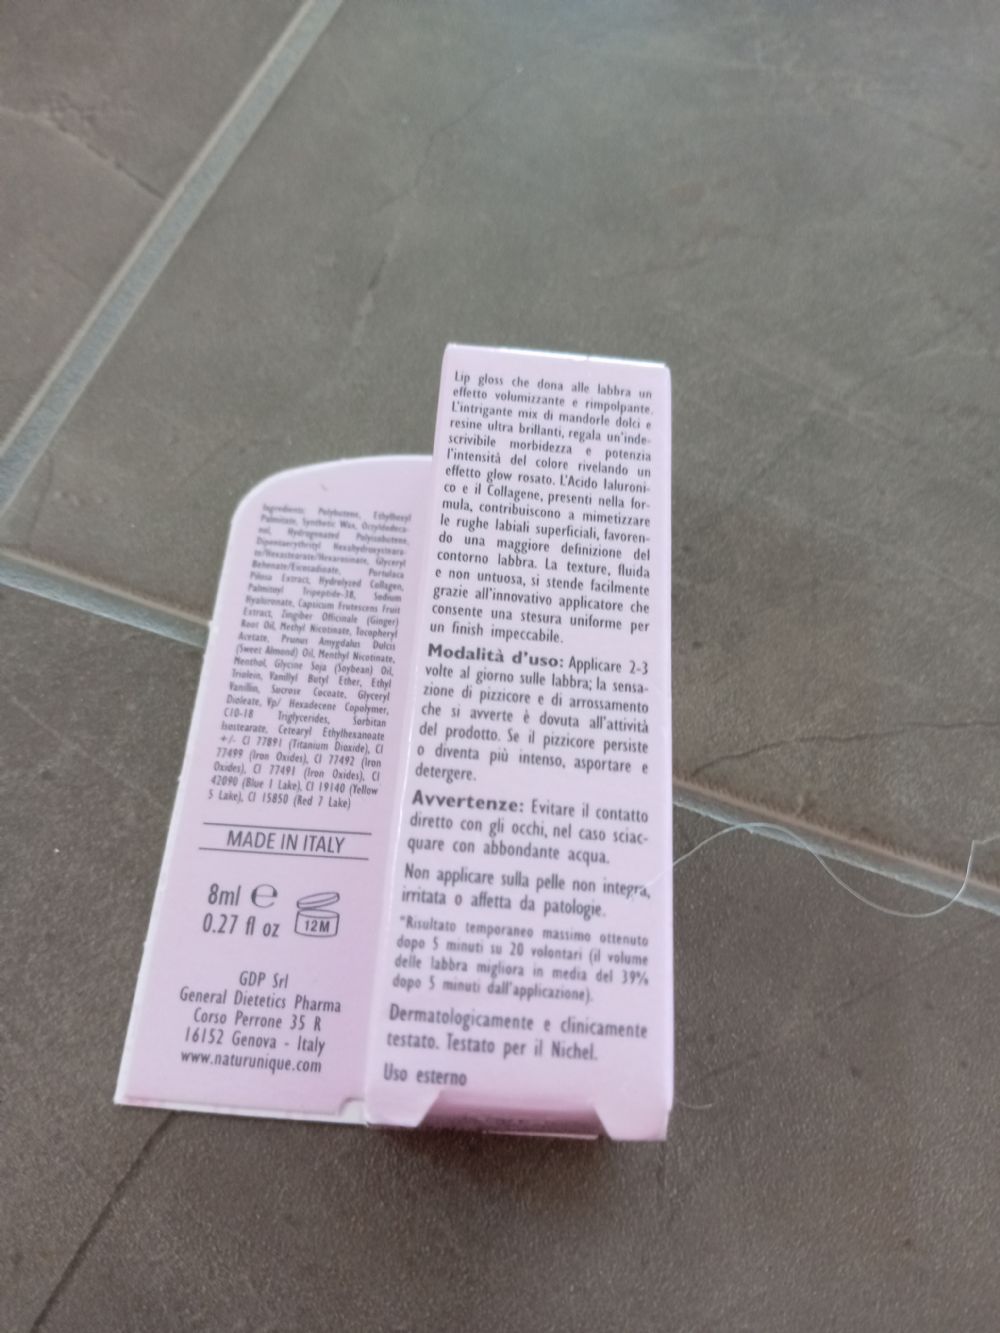 Ingredients: Polybutene, Ethylhexyl
Palmitate, Synthetic Wax, Octyldodeca-
nol, Hydrogenated Polyisobutene,
Dipentaerythrityl Hexahydroxysteara-
te/Hexastearate/Hexarosinate, Glyceryl
Behenate/Eicosadioate, Portulaca
Pilosa Extract, Hydrolyzed Collagen,
Palmitoyl Tripeptide-38, Sodium
Hyaluronate, Capsicum Frutescens Fruit
Extract, Zingiber Officinale (Ginger)
Root Oil, Methyl Nicotinate, Tocopheryl
Acetate, Prunus Amygdalus Dulcis
(Sweet Almond) Oil, Menthyl Nicotinate,
Menthol, Glycine Soja (Soybean) Oil,
Triolein, Vanillyl Butyl Ether, Ethyl
Vanillin, Sucrose Cocoate, Glyceryl
Dioleate, Vp/ Hexadecene Copolymer,
C10-18 Triglycerides, Sorbitan
Isostearate, Cetearyl Ethylhexanoate
+/- CI 77891 (Titanium Dioxide), CI
77499 (Iron Oxides), CI 77492 (Iron
Oxides), CI 77491 (Iron Oxides), CI
42090 (Blue 1 Lake), CI 19140 (Yellow
5 Lake), CI 15850 (Red 7 Lake)
MADE IN ITALY
8ml ℮
0.27 fl oz
12M
GDP Srl
General Dietetics Pharma
Corso Perrone 35 R
16152 Genova - Italy
www.naturunique.com
Lip gloss che dona alle labbra un
effetto volumizzante e rimpolpante.
L'intrigante mix di mandorle dolci e
resine ultra brillanti, regala un'inde-
scrivibile morbidezza e potenzia
l'intensità del colore rivelando un
effetto glow rosato. L'Acido Ialuroni-
co e il Collagene, presenti nella for-
mula, contribuiscono a mimetizzare
le rughe labiali superficiali, favoren-
do una maggiore definizione del
contorno labbra. La texture, fluida
e non untuosa, si stende facilmente
grazie all'innovativo applicatore che
consente una stesura uniforme per
un finish impeccabile.
Modalità d'uso: Applicare 2-3
volte al giorno sulle labbra; la sensa-
zione di pizzicore e di arrossamento
che si avverte è dovuta all'attività
del prodotto. Se il pizzicore persiste
o diventa più intenso, asportare e
detergere.
Avvertenze: Evitare il contatto
diretto con gli occhi, nel caso sciac-
quare con abbondante acqua.
Non applicare sulla pelle non integra,
irritata o affetta da patologie.
*Risultato temporaneo massimo ottenuto
dopo 5 minuti su 20 volontari (il volume
delle labbra migliora in media del 39%
dopo 5 minuti dall'applicazione).
Dermatologicamente e clinicamente
testato. Testato per il Nichel.
Uso esterno